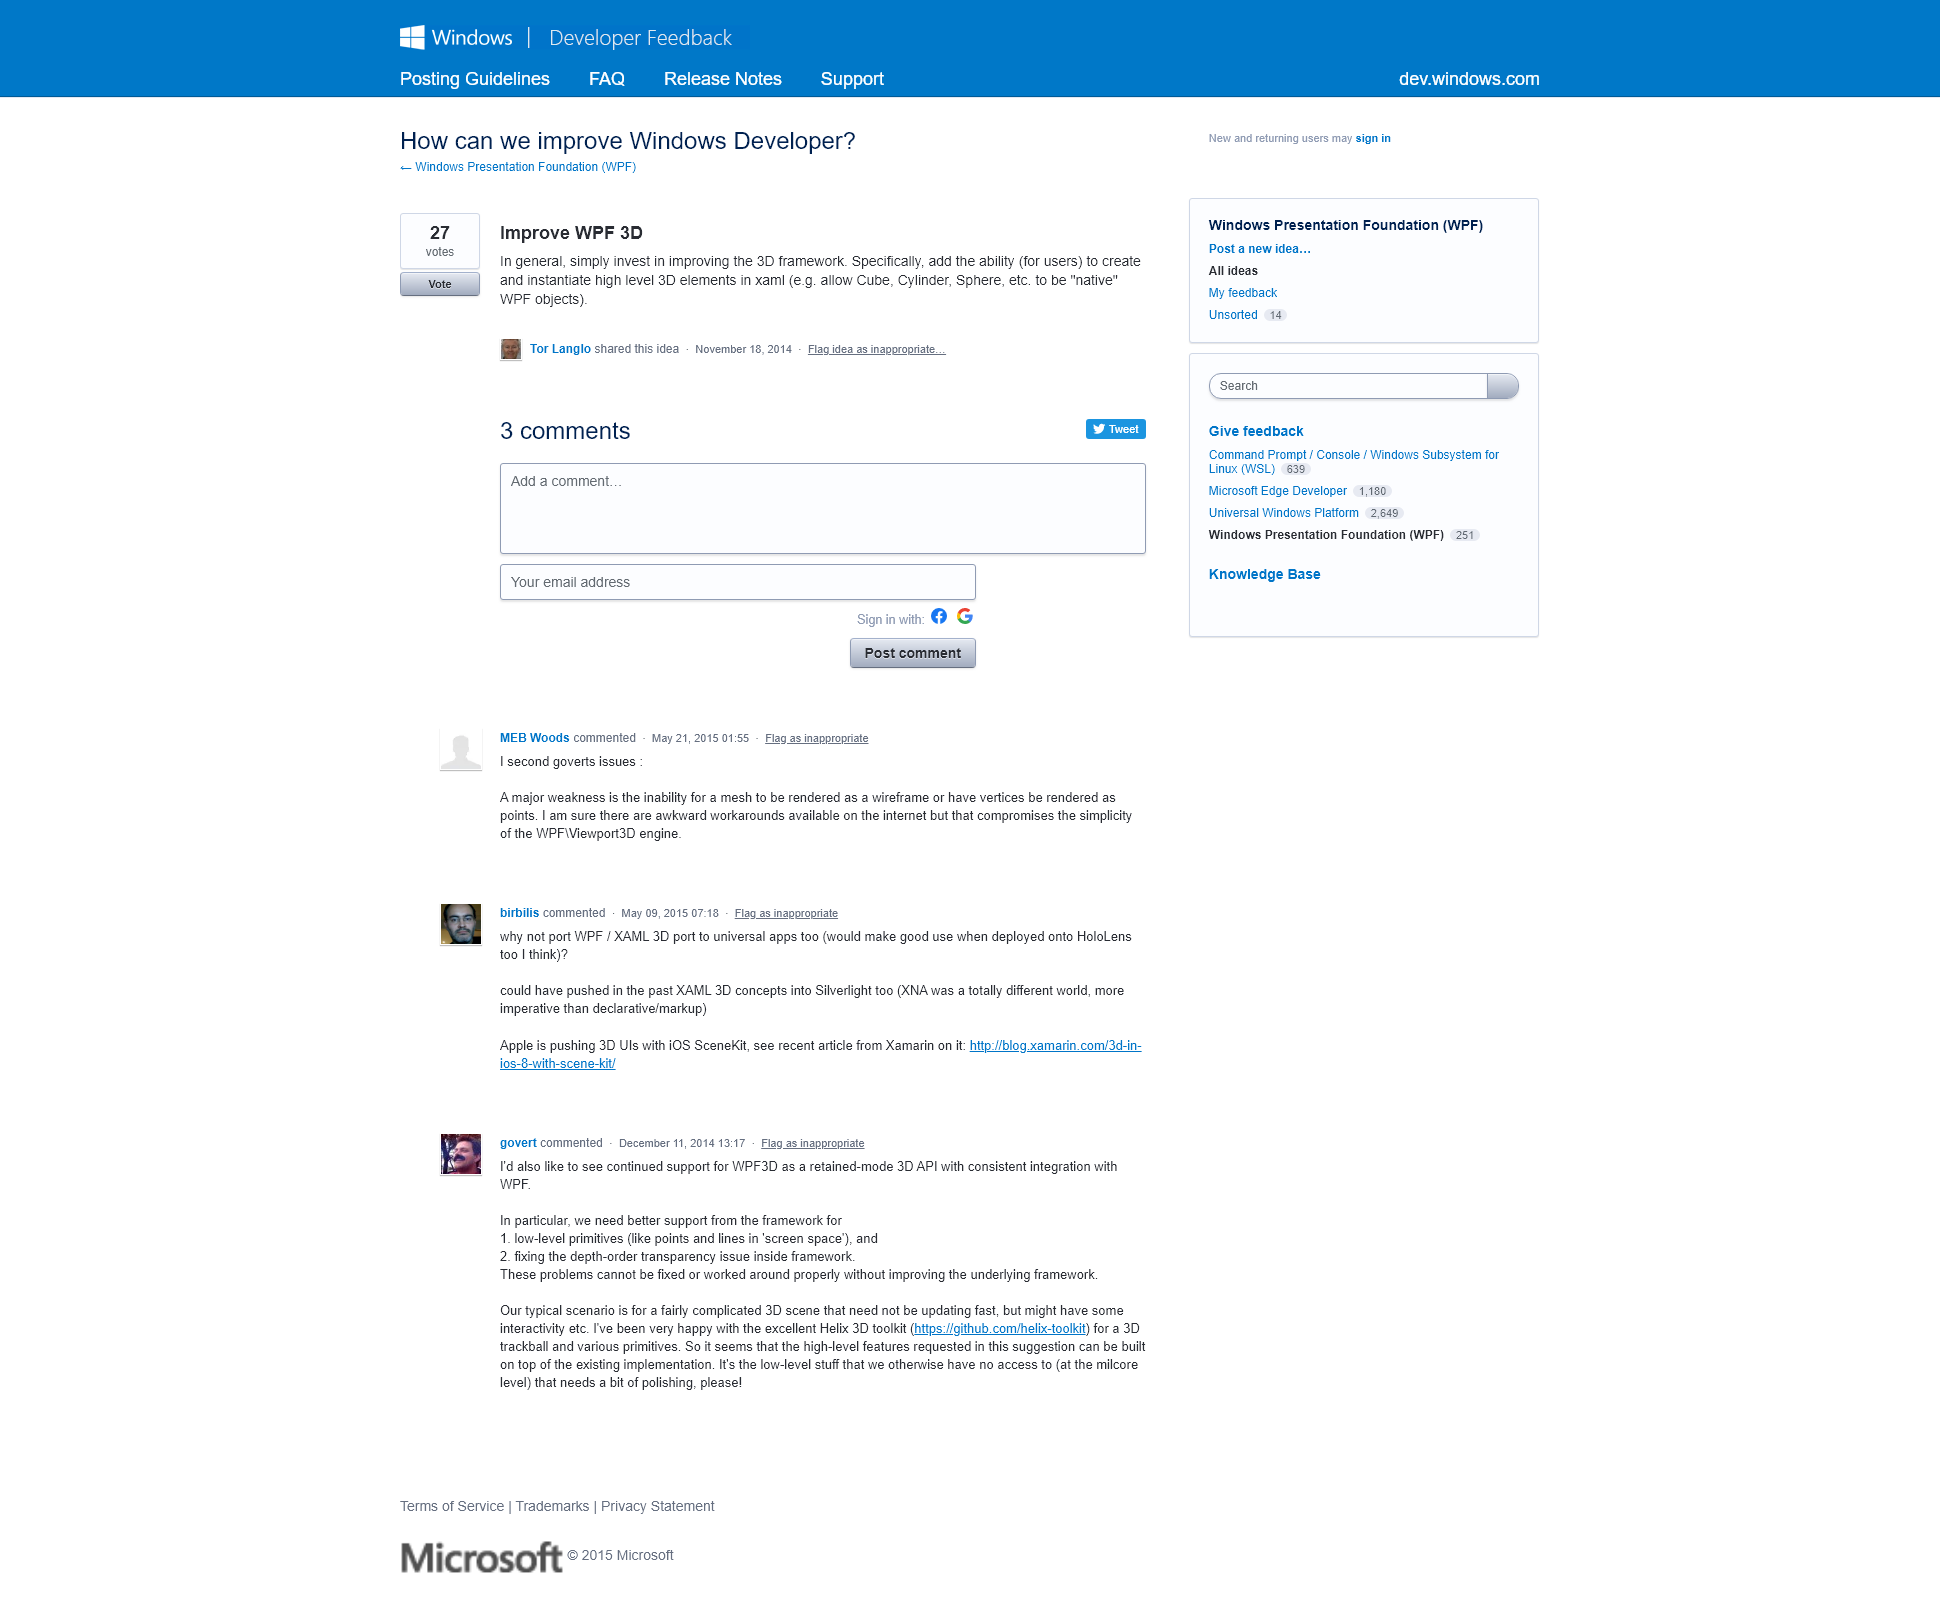 Windows | Developer Feedback
Posting Guidelines FAQ Release Notes Support dev.windows.com
How can we improve Windows Developer?
← Windows Presentation Foundation (WPF)
New and returning users may sign in
27
votes
Vote
Improve WPF 3D
In general, simply invest in improving the 3D framework. Specifically, add the ability (for users) to create
and instantiate high level 3D elements in xaml (e.g. allow Cube, Cylinder, Sphere, etc. to be "native"
WPF objects).
Tor Langlo shared this idea · November 18, 2014 · Flag idea as inappropriate…
3 comments
Tweet
Add a comment…
Your email address
Sign in with:
Post comment
MEB Woods commented · May 21, 2015 01:55 · Flag as inappropriate
I second goverts issues :
A major weakness is the inability for a mesh to be rendered as a wireframe or have vertices be rendered as
points. I am sure there are awkward workarounds available on the internet but that compromises the simplicity
of the WPF\Viewport3D engine.
birbilis commented · May 09, 2015 07:18 · Flag as inappropriate
why not port WPF / XAML 3D port to universal apps too (would make good use when deployed onto HoloLens
too I think)?
could have pushed in the past XAML 3D concepts into Silverlight too (XNA was a totally different world, more
imperative than declarative/markup)
Apple is pushing 3D UIs with iOS SceneKit, see recent article from Xamarin on it: http://blog.xamarin.com/3d-in-
ios-8-with-scene-kit/
govert commented · December 11, 2014 13:17 · Flag as inappropriate
I'd also like to see continued support for WPF3D as a retained-mode 3D API with consistent integration with
WPF.
In particular, we need better support from the framework for
1. low-level primitives (like points and lines in 'screen space'), and
2. fixing the depth-order transparency issue inside framework.
These problems cannot be fixed or worked around properly without improving the underlying framework.
Our typical scenario is for a fairly complicated 3D scene that need not be updating fast, but might have some
interactivity etc. I've been very happy with the excellent Helix 3D toolkit (https://github.com/helix-toolkit) for a 3D
trackball and various primitives. So it seems that the high-level features requested in this suggestion can be built
on top of the existing implementation. It's the low-level stuff that we otherwise have no access to (at the milcore
level) that needs a bit of polishing, please!
Windows Presentation Foundation (WPF)
Post a new idea…
All ideas
My feedback
Unsorted 14
Search
Give feedback
Command Prompt / Console / Windows Subsystem for
Linux (WSL) 639
Microsoft Edge Developer 1,180
Universal Windows Platform 2,649
Windows Presentation Foundation (WPF) 251
Knowledge Base
Terms of Service | Trademarks | Privacy Statement
Microsoft © 2015 Microsoft